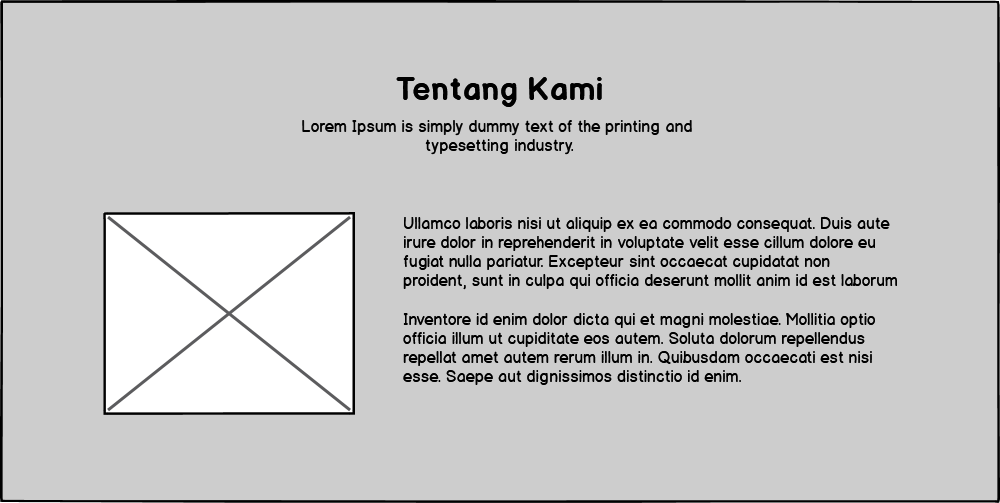 Tentang Kami
Lorem Ipsum is simply dummy text of the printing and
typesetting industry.
Ullamco laboris nisi ut aliquip ex ea commodo consequat. Duis aute
irure dolor in reprehenderit in voluptate velit esse cillum dolore eu
fugiat nulla pariatur. Excepteur sint occaecat cupidatat non
proident, sunt in culpa qui officia deserunt mollit anim id est laborum
Inventore id enim dolor dicta qui et magni molestiae. Mollitia optio
officia illum ut cupiditate eos autem. Soluta dolorum repellendus
repellat amet autem rerum illum in. Quibusdam occaecati est nisi
esse. Saepe aut dignissimos distinctio id enim.